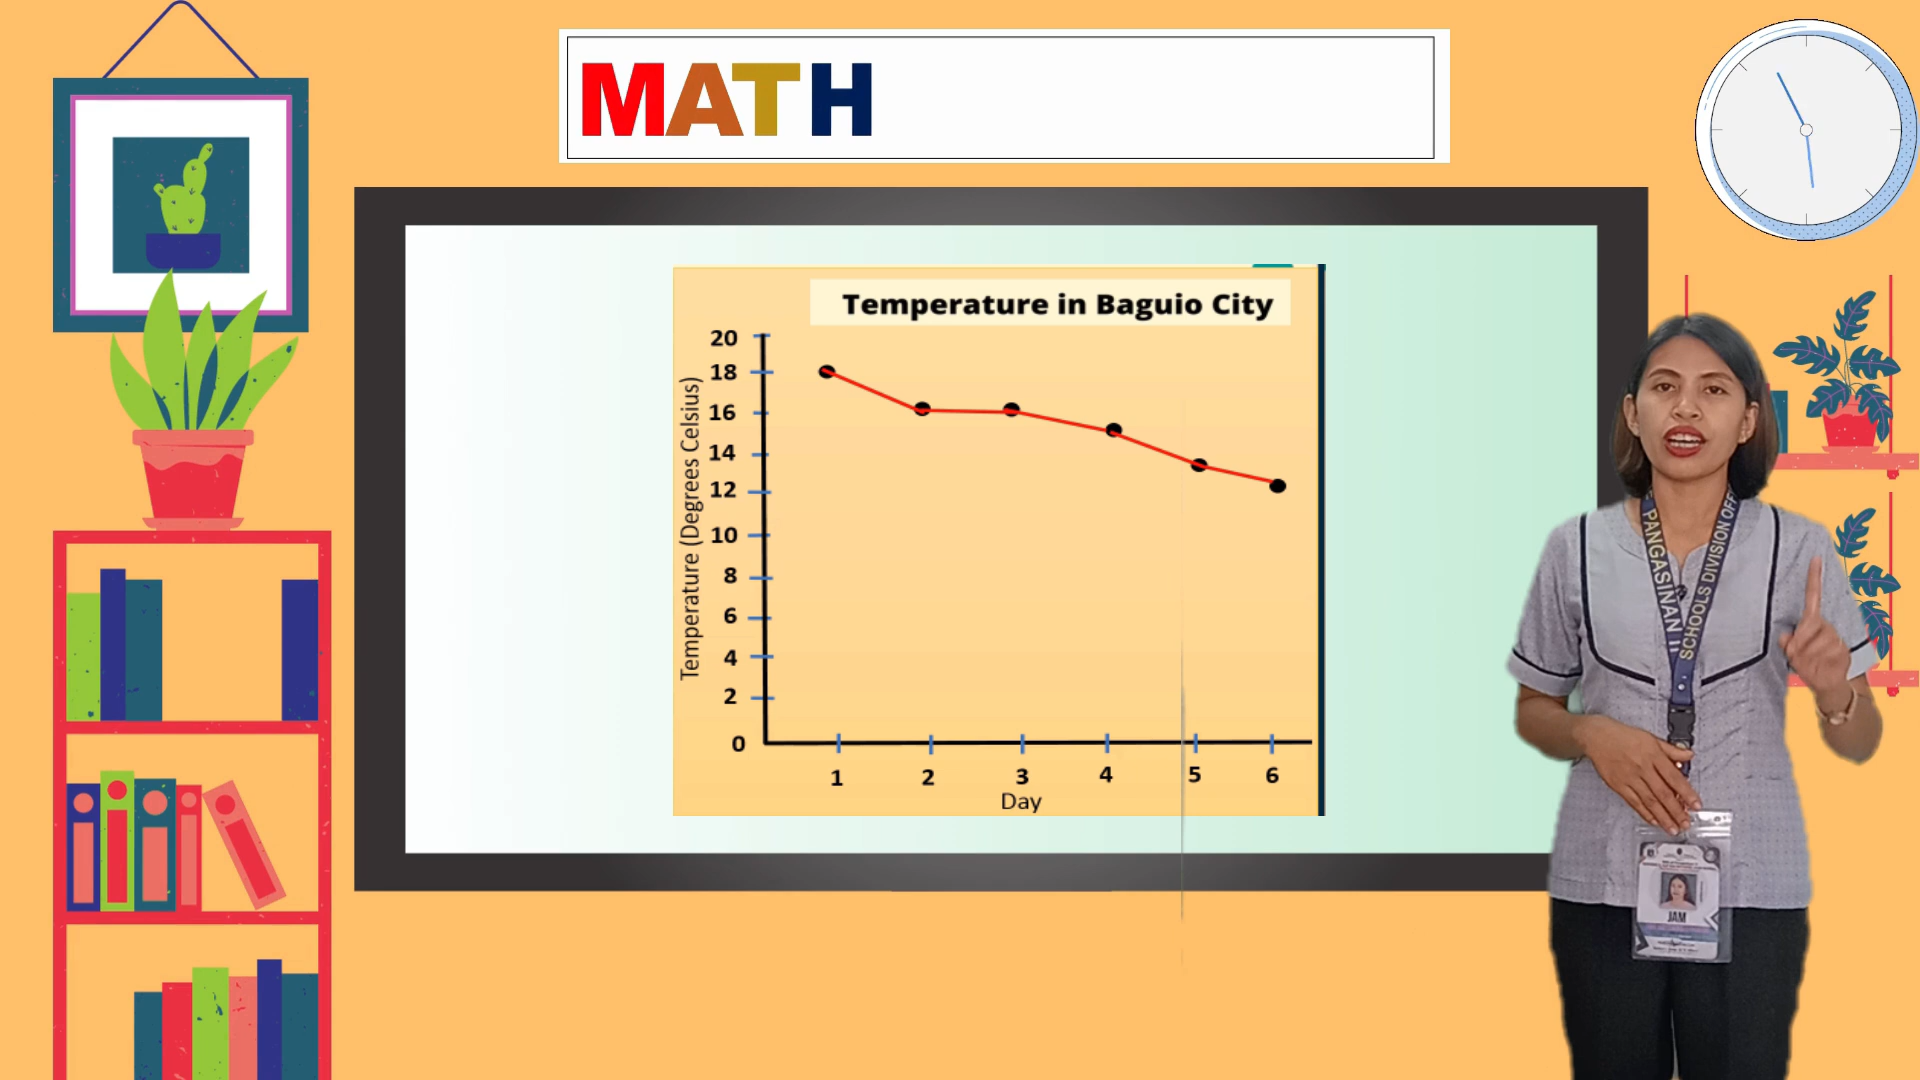 MATH
Temperature in Baguio City
Temperature (Degrees Celsius)
20
18
16
14
12
10
8
6
4
2
0
1 2 3 4 5 6
Day
PANGASINAN II
SCHOOLS DIVISION OFF
JAM